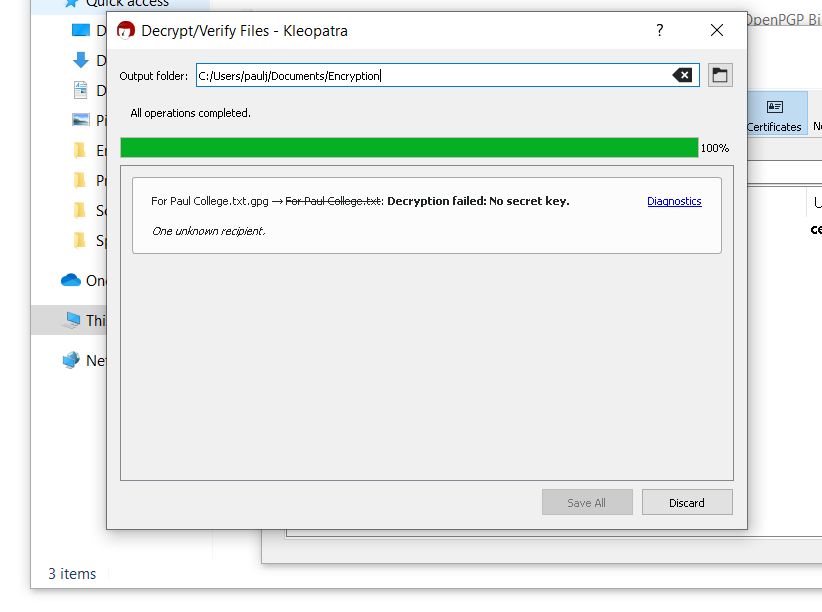 Quick access
Decrypt/Verify Files - Kleopatra
?
OpenPGP Bi
Output folder:
C:/Users/paulj/Documents/Encryption
All operations completed.
100%
Certificates
For Paul College.txt.gpg → For Paul College.txt: Decryption failed: No secret key.
Diagnostics
One unknown recipient.
Save All
Discard
3 items